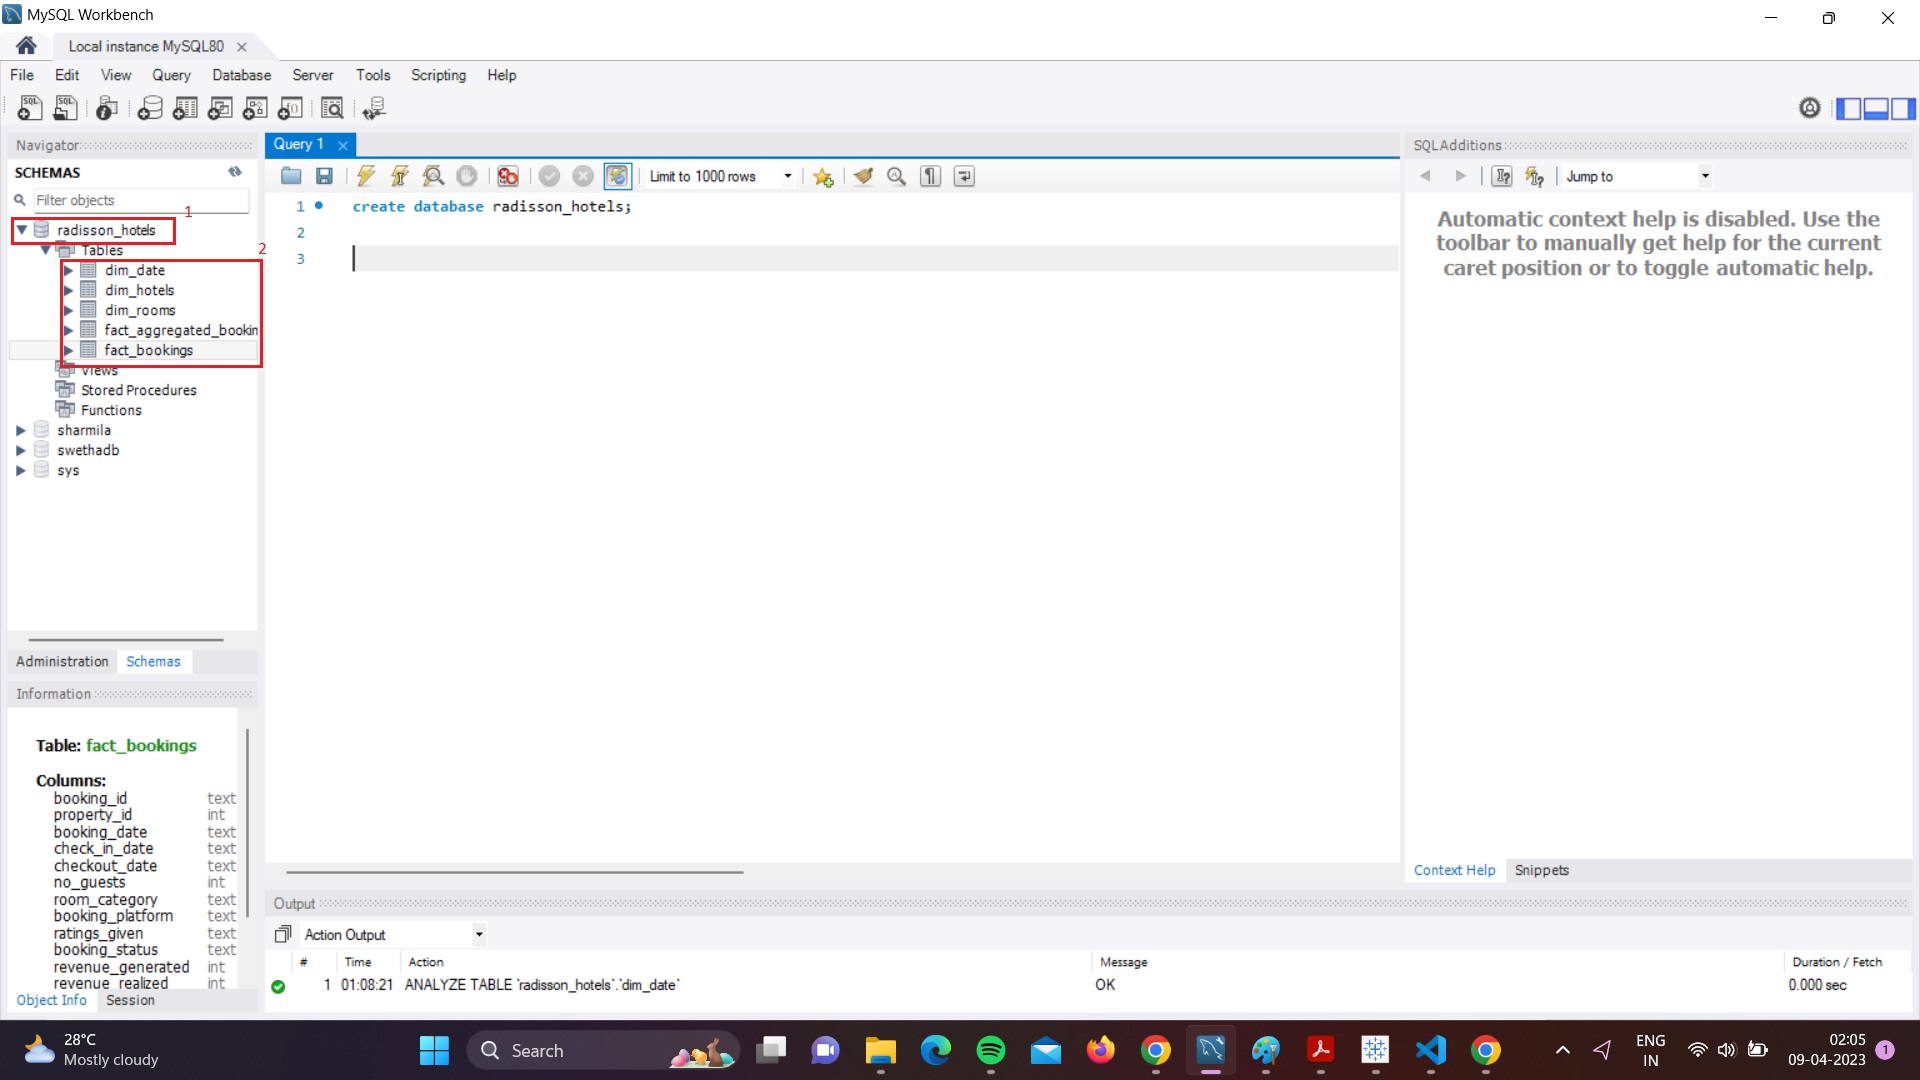 MySQL Workbench
Local instance MySQL80
File Edit View Query Database Server Tools Scripting Help
Navigator
SCHEMAS
Filter objects
1
radisson_hotels
Tables
2
dim_date
dim_hotels
dim_rooms
fact_aggregated_bookin
fact_bookings
Views
Stored Procedures
Functions
sharmila
swethadb
sys
Administration Schemas
Information
Table: fact_bookings
Columns:
booking_id text
property_id int
booking_date text
check_in_date text
checkout_date text
no_guests int
room_category text
booking_platform text
ratings_given text
booking_status text
revenue_generated int
revenue_realized int
Object Info Session
Query 1
Limit to 1000 rows
1 create database radisson_hotels;
2
3
SQLAdditions
Jump to
Automatic context help is disabled. Use the
toolbar to manually get help for the current
caret position or to toggle automatic help.
Context Help Snippets
Output
Action Output
# Time Action Message Duration / Fetch
1 01:08:21 ANALYZE TABLE `radisson_hotels`.`dim_date` OK 0.000 sec
28°C
Mostly cloudy
Search
ENG
IN
02:05
09-04-2023
1